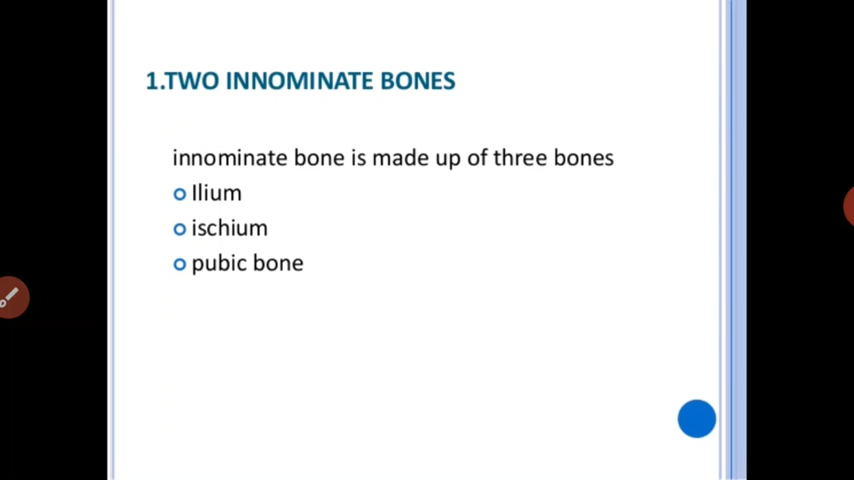 1.TWO INNOMINATE BONES
innominate bone is made up of three bones
Ilium
ischium
pubic bone